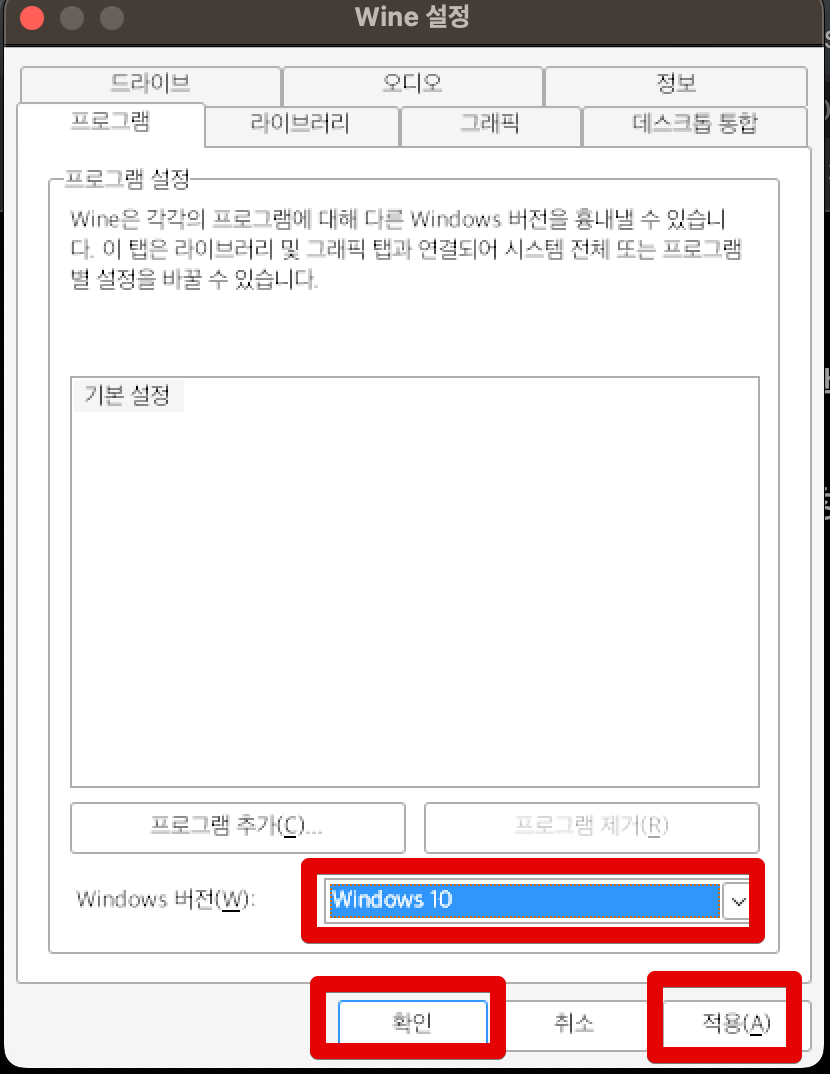 Wine 설정
드라이브
오디오
정보
프로그램
라이브러리
그래픽
데스크톱 통합
프로그램 설정
Wine은 각각의 프로그램에 대해 다른 Windows 버전을 흉내낼 수 있습니
다. 이 탭은 라이브러리 및 그래픽 탭과 연결되어 시스템 전체 또는 프로그램
별 설정을 바꿀 수 있습니다.
기본 설정
프로그램 추가(C)...
프로그램 제거(R)
Windows 버전(W):
Windows 10
확인
취소
적용(A)